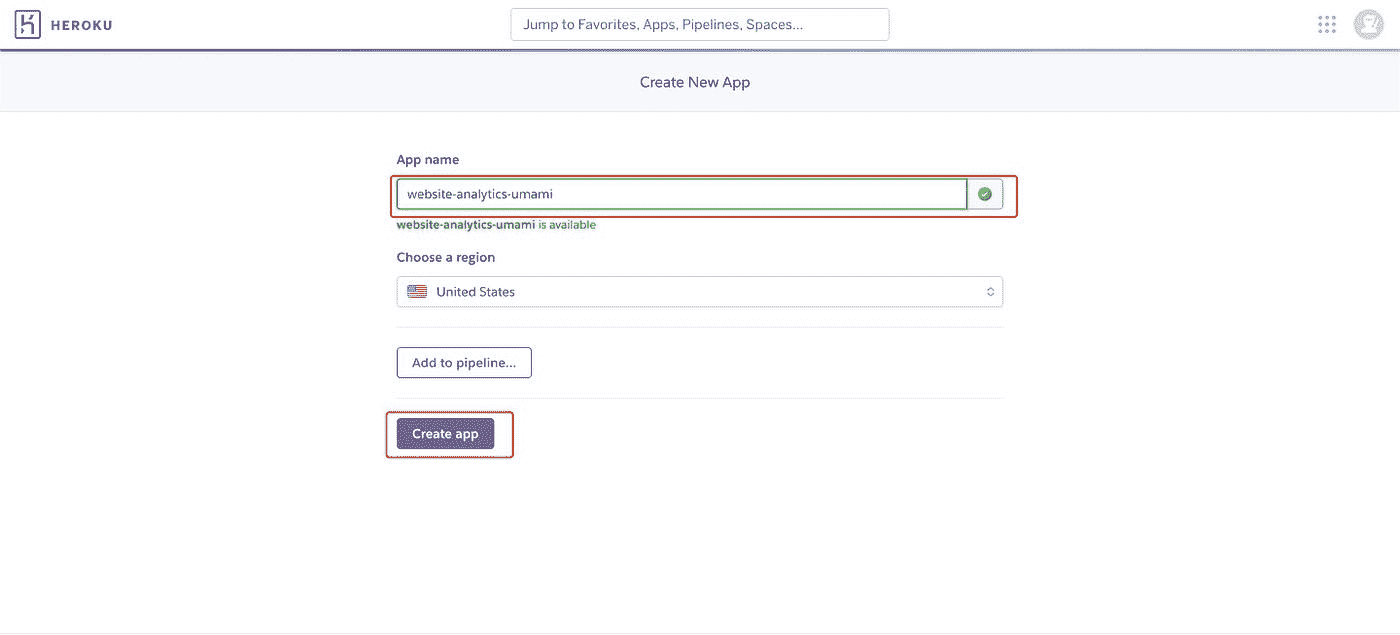 HEROKU
Jump to Favorites, Apps, Pipelines, Spaces...
Create New App
App name
website-analytics-umami
website-analytics-umami is available
Choose a region
United States
Add to pipeline...
Create app